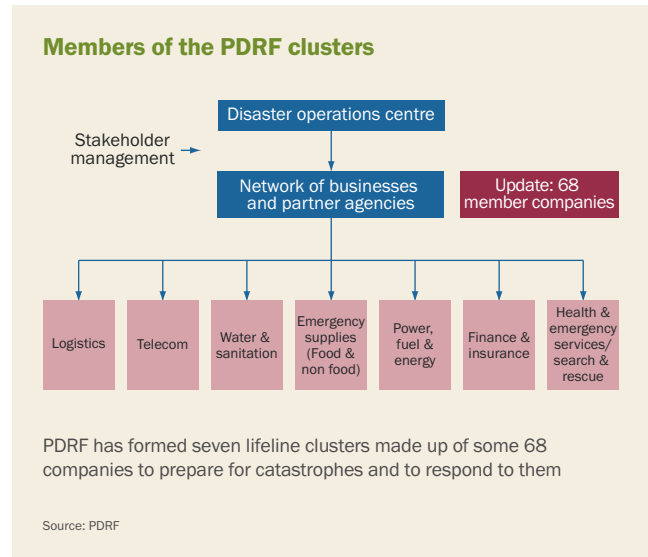 Members of the PDRF clusters
Disaster operations centre
Stakeholder
management
Network of businesses
and partner agencies
Update: 68
member companies
Logistics
Telecom
Water &
sanitation
Emergency
supplies
(Food &
non food)
Power,
fuel &
energy
Finance &
insurance
Health &
emergency
services/
search &
rescue
PDRF has formed seven lifeline clusters made up of some 68
companies to prepare for catastrophes and to respond to them
Source: PDRF